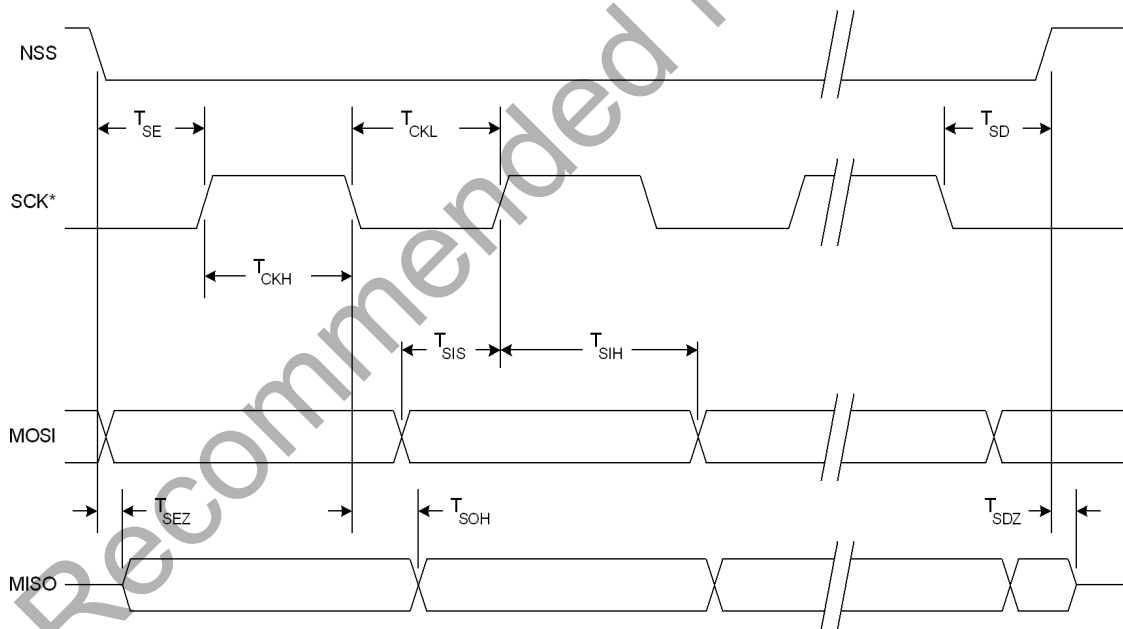 NSS
T SE
T CKL
T SD
SCK*
T CKH
T SIS
T SIH
MOSI
T SEZ
T SOH
T SDZ
MISO
Recommended